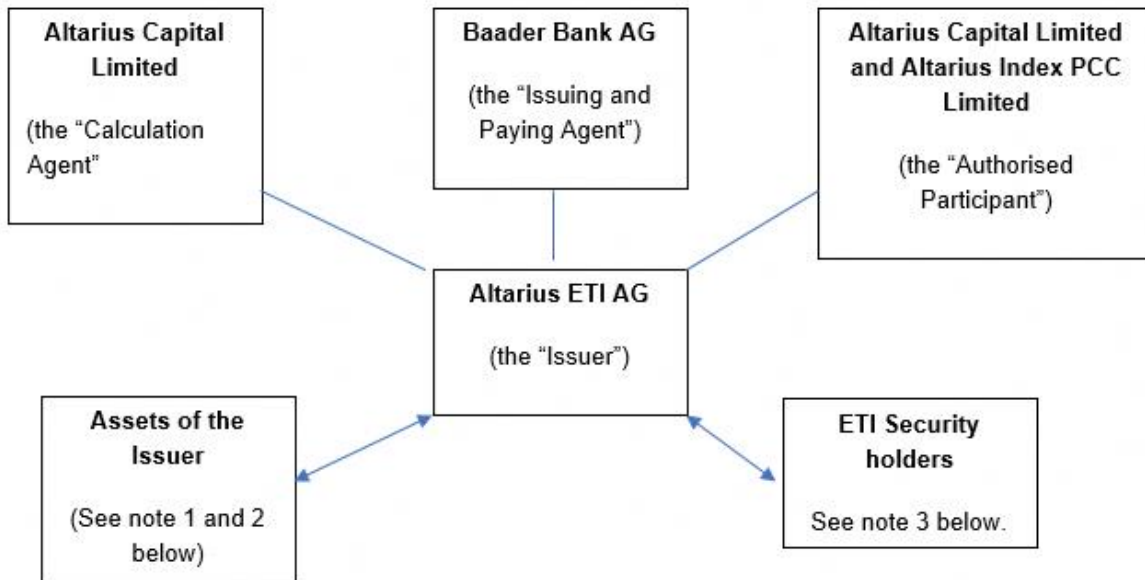 Altarius Capital
Limited
(the “Calculation
Agent”
Baader Bank AG
(the “Issuing and
Paying Agent”)
Altarius Capital Limited
and Altarius Index PCC
Limited
(the “Authorised
Participant”)
Altarius ETI AG
(the “Issuer”)
Assets of the
Issuer
(See note 1 and 2
below)
ETI Security
holders
See note 3 below.